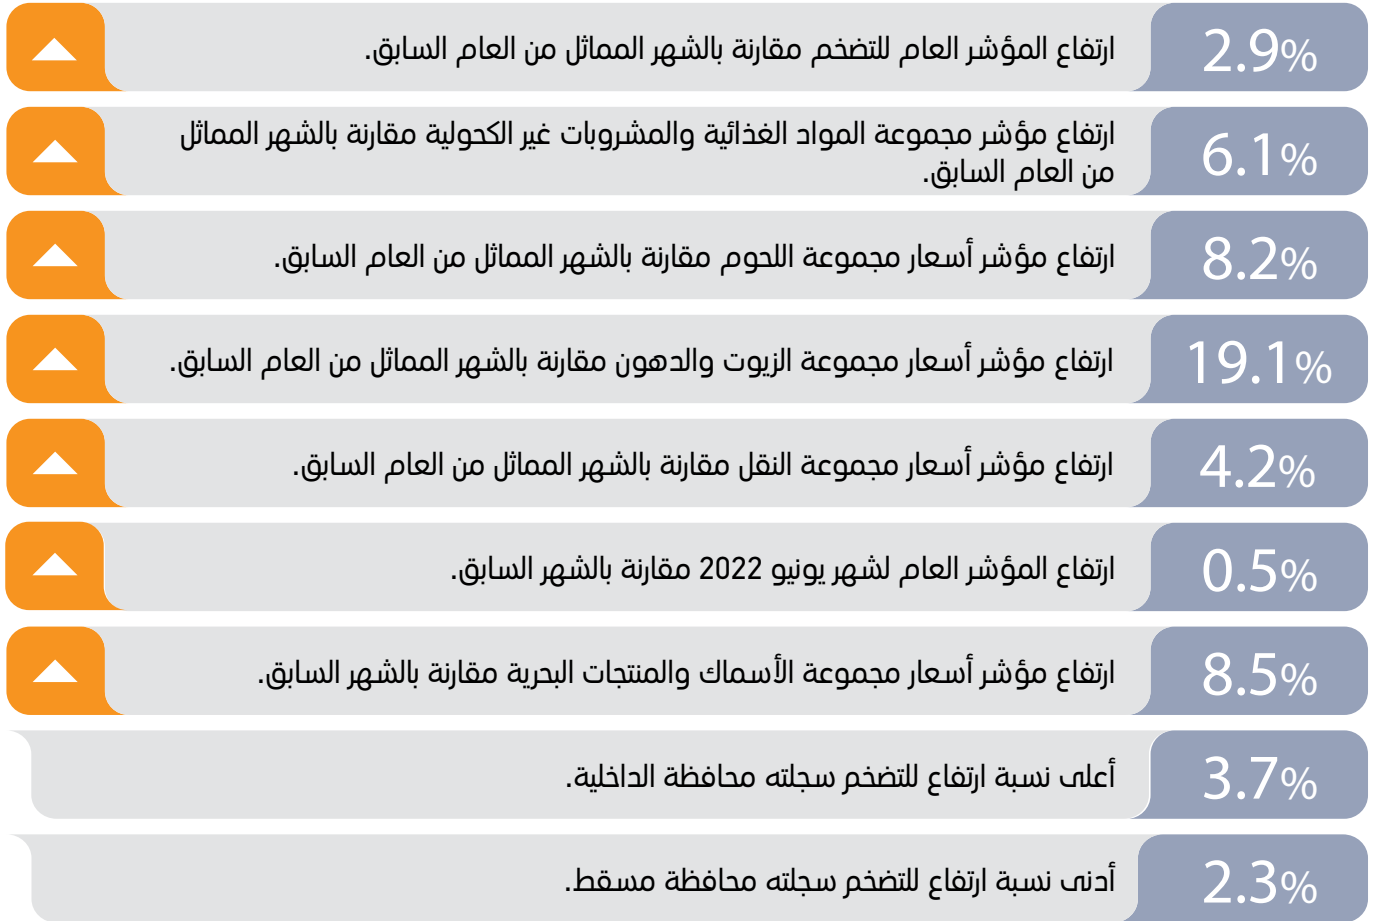 2.9%
ارتفاع المؤشر العام للتضخم مقارنة بالشهر المماثل من العام السابق.
6.1%
ارتفاع مؤشر مجموعة المواد الغذائية والمشروبات غير الكحولية مقارنة بالشهر المماثل
من العام السابق.
8.2%
ارتفاع مؤشر أسعار مجموعة اللحوم مقارنة بالشهر المماثل من العام السابق.
19.1%
ارتفاع مؤشر أسعار مجموعة الزيوت والدهون مقارنة بالشهر المماثل من العام السابق.
4.2%
ارتفاع مؤشر أسعار مجموعة النقل مقارنة بالشهر المماثل من العام السابق.
0.5%
ارتفاع المؤشر العام لشهر يونيو 2022 مقارنة بالشهر السابق.
8.5%
ارتفاع مؤشر أسعار مجموعة الأسماك والمنتجات البحرية مقارنة بالشهر السابق.
3.7%
أعلى نسبة ارتفاع للتضخم سجلته محافظة الداخلية.
2.3%
أدنى نسبة ارتفاع للتضخم سجلته محافظة مسقط.